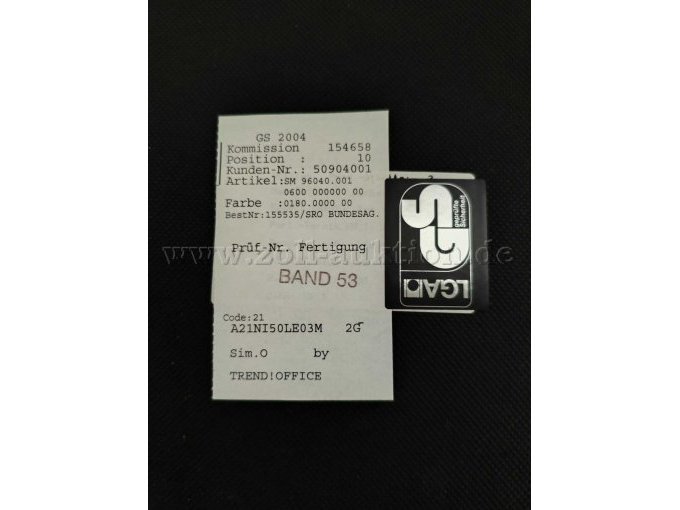 GS 2004
Kommission 154658
Position : 10
Kunden-Nr.: 50904001
Artikel:SM 96040.001
0600 000000 00
Farbe :0180.0000 00
BestNr:155535/SRO BUNDESAG.
Prüf-Nr. Fertigung
www.zoll-auktion.de
BAND 53
Code:21
A21NI50LE03M 2G
Sim.O by
TREND!OFFICE
GS
geprüfte
Sicherheit
LGA